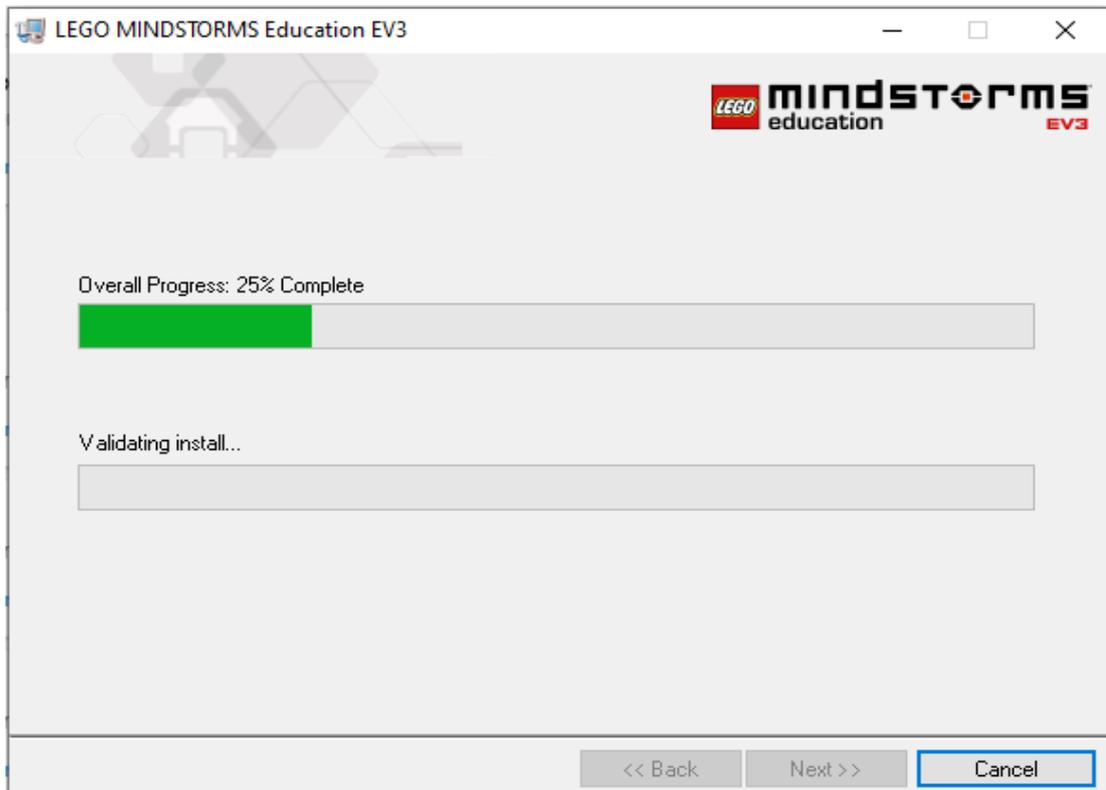 LEGO MINDSTORMS Education EV3
LEGO mindstorms
education
EV3
Overall Progress: 25% Complete
Validating install...
<< Back
Next >>
Cancel